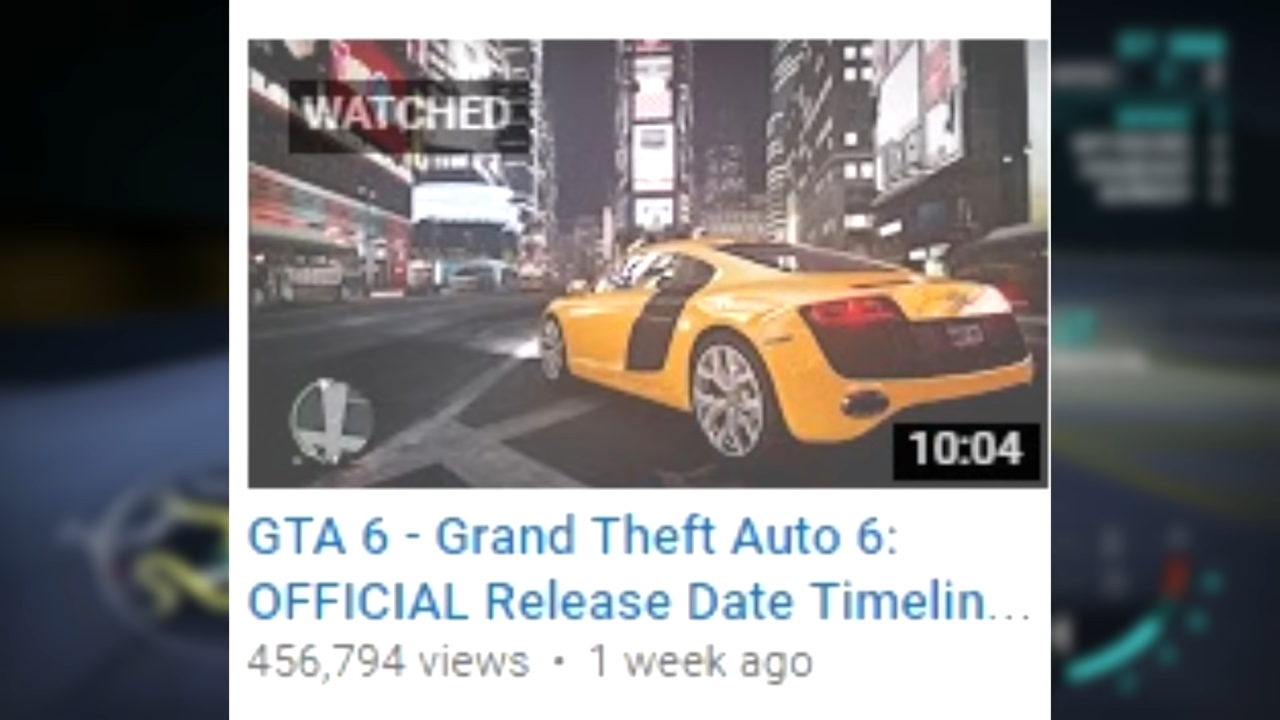 WATCHED
10:04
GTA 6 - Grand Theft Auto 6:
OFFICIAL Release Date Timelin...
456,794 views • 1 week ago